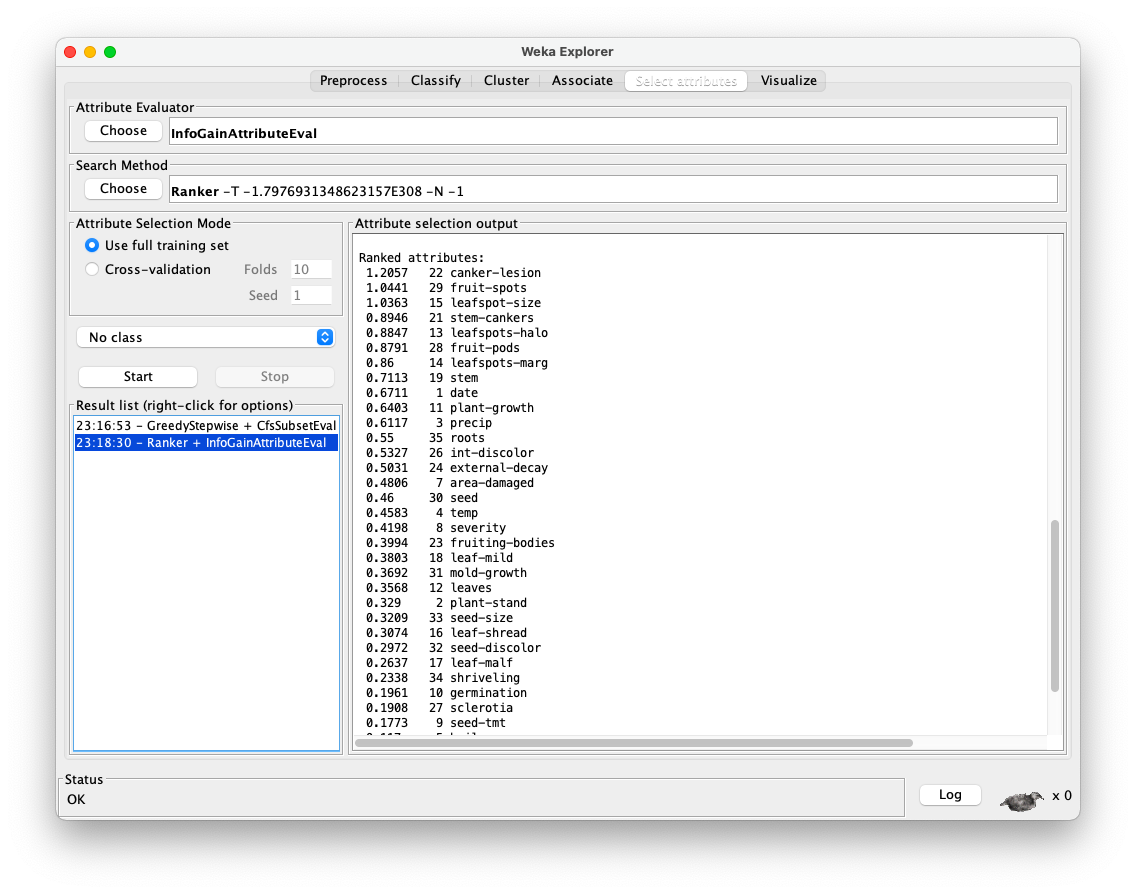 Weka Explorer
Preprocess Classify Cluster Associate Select attributes Visualize
Attribute Evaluator
Choose InfoGainAttributeEval
Search Method
Choose Ranker -T -1.7976931348623157E308 -N -1
Attribute Selection Mode
Use full training set
Cross-validation Folds 10
Seed 1
No class
Start Stop
Result list (right-click for options)
23:16:53 - GreedyStepwise + CfsSubsetEval
23:18:30 - Ranker + InfoGainAttributeEval
Attribute selection output
Ranked attributes:
1.2057 22 canker-lesion
1.0441 29 fruit-spots
1.0363 15 leafspot-size
0.8946 21 stem-cankers
0.8847 13 leafspots-halo
0.8791 28 fruit-pods
0.86 14 leafspots-marg
0.7113 19 stem
0.6711 1 date
0.6403 11 plant-growth
0.6117 3 precip
0.55 35 roots
0.5327 26 int-discolor
0.5031 24 external-decay
0.4806 7 area-damaged
0.46 30 seed
0.4583 4 temp
0.4198 8 severity
0.3994 23 fruiting-bodies
0.3803 18 leaf-mild
0.3692 31 mold-growth
0.3568 12 leaves
0.329 2 plant-stand
0.3209 33 seed-size
0.3074 16 leaf-shread
0.2972 32 seed-discolor
0.2637 17 leaf-malf
0.2338 34 shriveling
0.1961 10 germination
0.1908 27 sclerotia
0.1773 9 seed-tmt
Status
OK
Log x 0